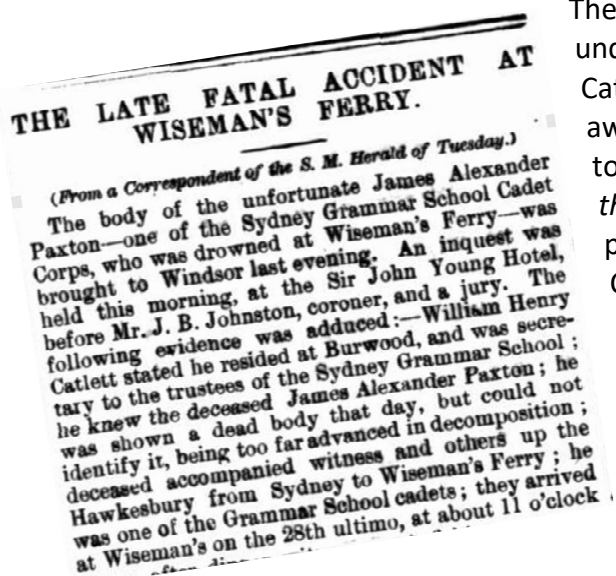 THE LATE FATAL ACCIDENT AT
WISEMAN'S FERRY.
(From a Correspondent of the S. M. Herald of Tuesday.)
The body of the unfortunate James Alexander
Paxton—one of the Sydney Grammar School Cadet
Corps, who was drowned at Wiseman's Ferry—was
brought to Windsor last evening. An inquest was
held this morning, at the Sir John Young Hotel,
before Mr. J. B. Johnston, coroner, and a jury. The
following evidence was adduced:—William Henry
Catlett stated he resided at Burwood, and was secre-
tary to the trustees of the Sydney Grammar School;
he knew the deceased James Alexander Paxton; he
was shown a dead body that day, but could not
identify it, being too far advanced in decomposition;
deceased accompanied witness and others up the
Hawkesbury from Sydney to Wiseman's Ferry; he
was one of the Grammar School cadets; they arrived
at Wiseman's on the 28th ultimo, at about 11 o'clock
after
The
to